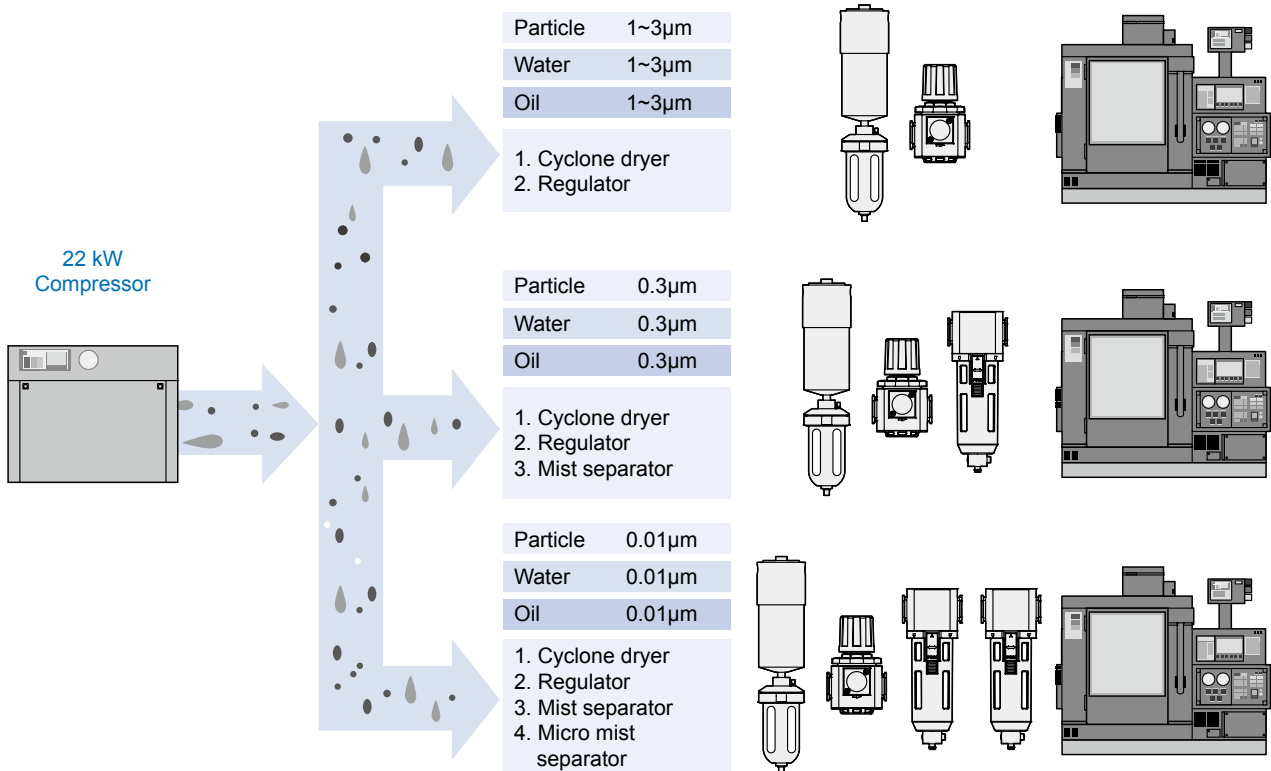 Particle 1~3μm
Water 1~3μm
Oil 1~3μm
1. Cyclone dryer
2. Regulator
22 kW
Compressor
Particle 0.3μm
Water 0.3μm
Oil 0.3μm
1. Cyclone dryer
2. Regulator
3. Mist separator
Particle 0.01μm
Water 0.01μm
Oil 0.01μm
1. Cyclone dryer
2. Regulator
3. Mist separator
4. Micro mist
separator